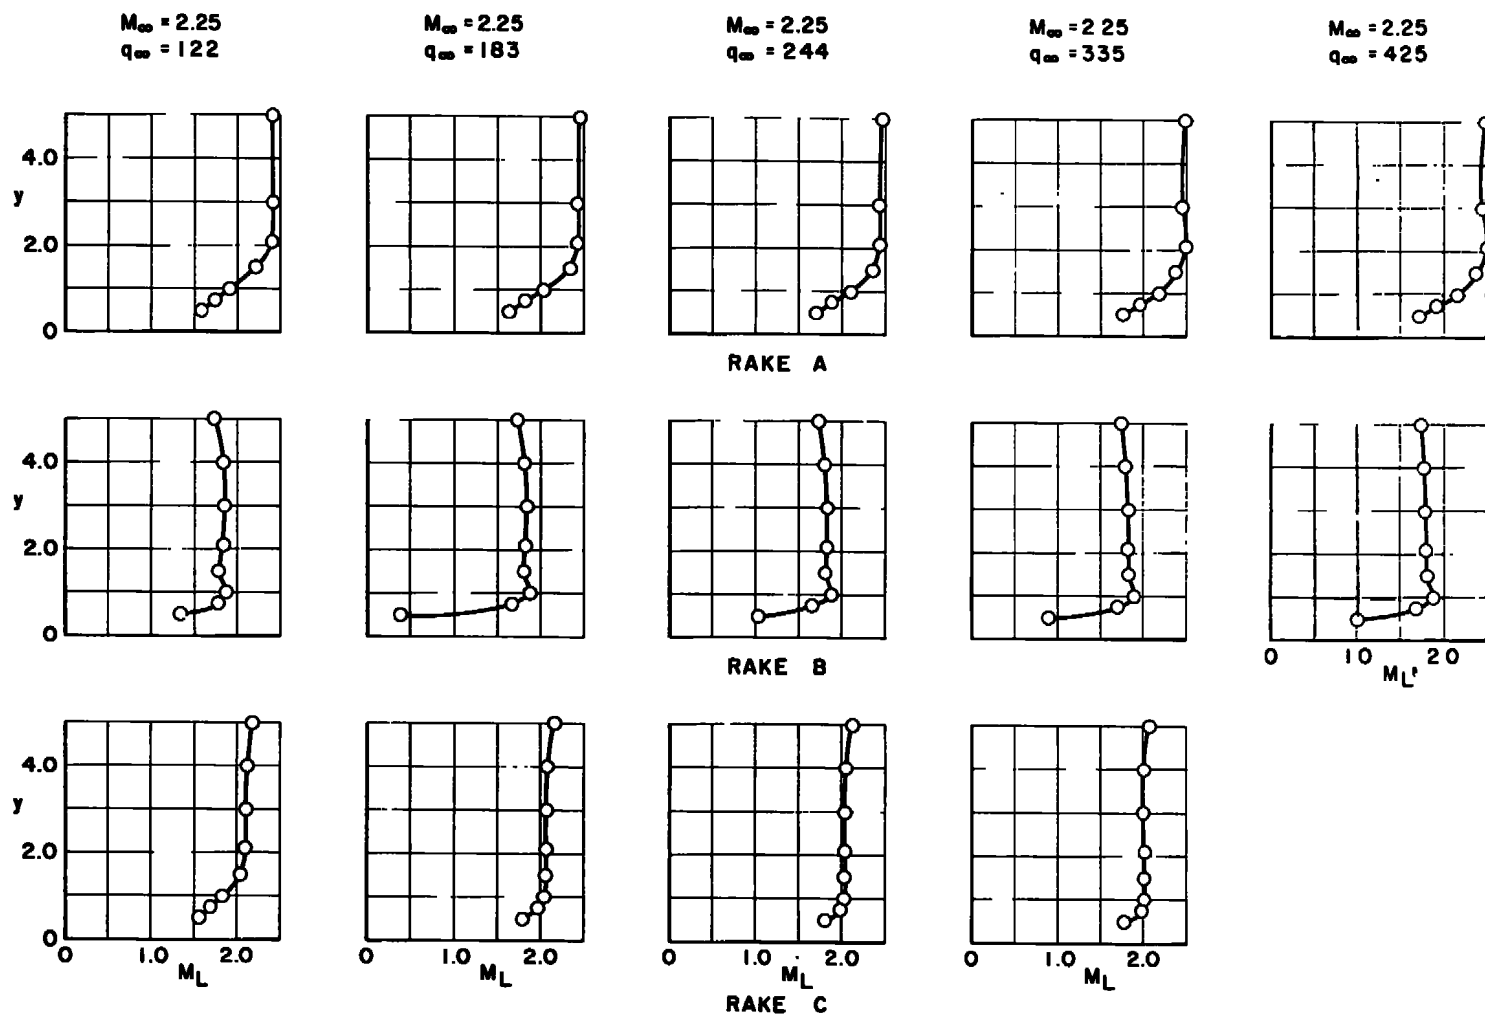 M∞ = 2.25 M∞ = 2.25 M∞ = 2.25 M∞ = 2 25 M∞ = 2.25
q∞ = 122 q∞ = 183 q∞ = 244 q∞ = 335 q∞ = 425
4.0
y
2.0
0
RAKE A
4.0
y
2.0
0
RAKE B
0 10 20
ML'
4.0
y
2.0
0
0 1.0 2.0 0 1.0 2.0 0 1.0 2.0 0 1.0 2.0
ML ML ML ML
RAKE C